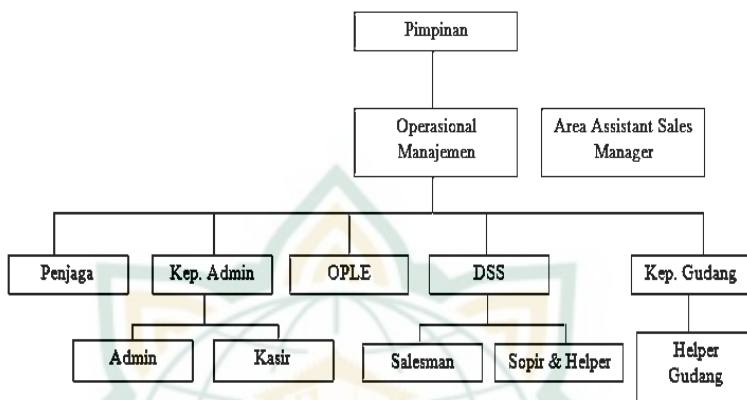 Pimpinan
Operasional
Manajemen
Area Assistant Sales
Manager
Penjaga
Kep. Admin
OPLE
DSS
Kep. Gudang
Admin
Kasir
Salesman
Sopir & Helper
Helper
Gudang